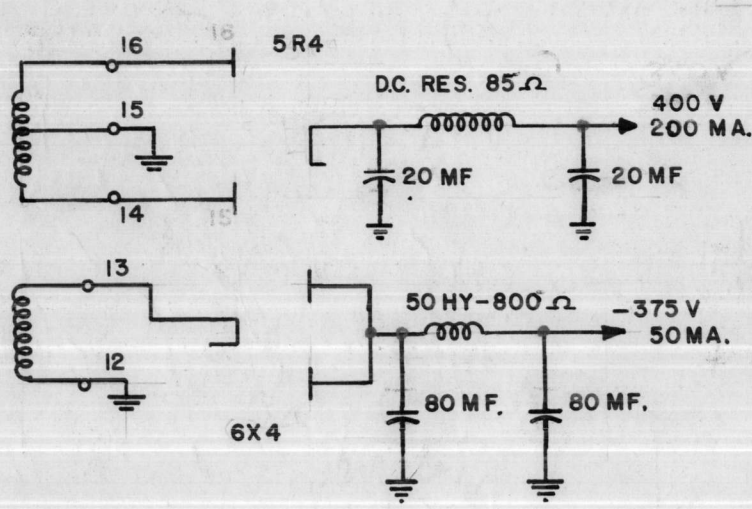 16
16
5R4
D.C. RES. 85Ω
400 V
200 MA.
15
20 MF
20 MF
14
15
13
50 HY-800 Ω
-375 V
50 MA.
12
80 MF.
80 MF.
6X4